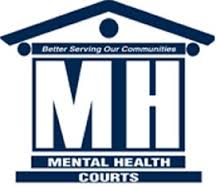 Better Serving Our Communities
MH
MENTAL HEALTH
COURTS